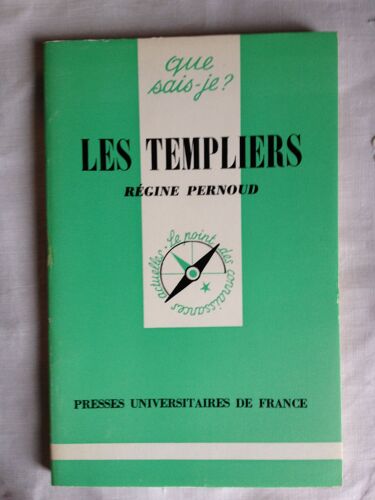 que
sais-je?
LES TEMPLIERS
RÉGINE PERNOUD
Le point des connaissances actuelles
PRESSES UNIVERSITAIRES DE FRANCE